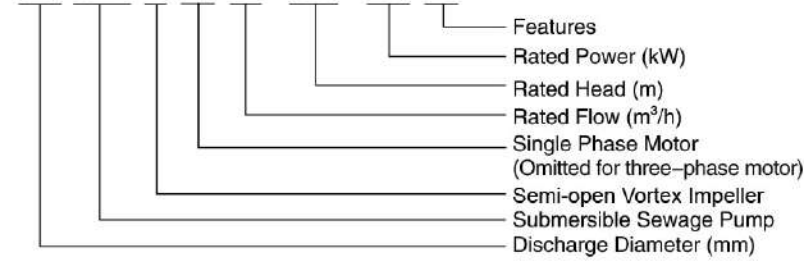 Features
Rated Power (kW)
Rated Head (m)
Rated Flow (m³/h)
Single Phase Motor
(Omitted for three-phase motor)
Semi-open Vortex Impeller
Submersible Sewage Pump
Discharge Diameter (mm)